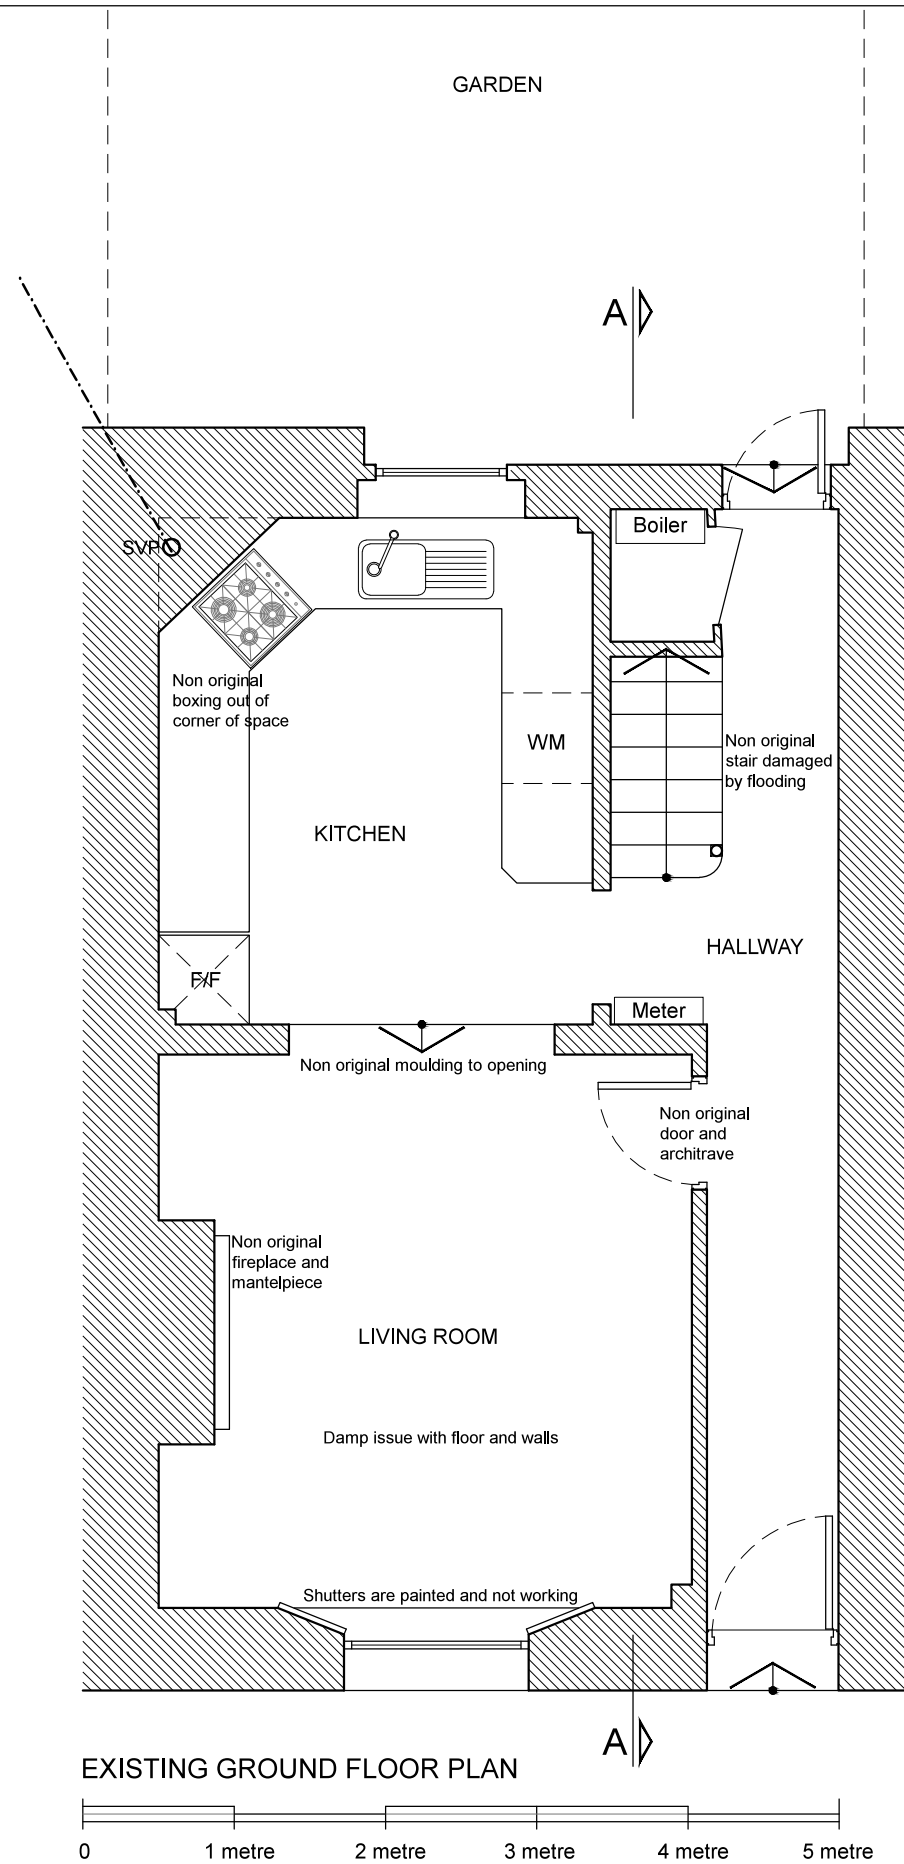 GARDEN
A
Boiler
SVP
Non original
boxing out of
corner of space
WM
Non original
stair damaged
by flooding
KITCHEN
HALLWAY
F/F
Meter
Non original moulding to opening
Non original
door and
architrave
Non original
fireplace and
mantelpiece
LIVING ROOM
Damp issue with floor and walls
Shutters are painted and not working
A
EXISTING GROUND FLOOR PLAN
0 1 metre 2 metre 3 metre 4 metre 5 metre